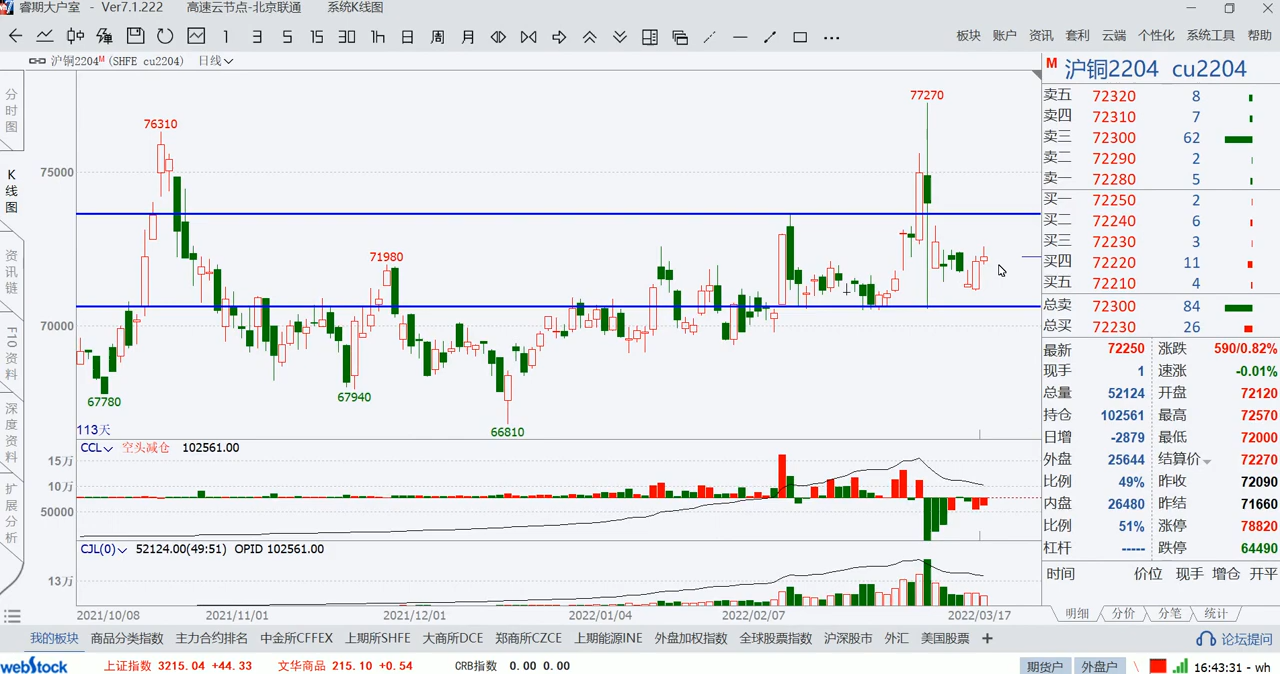 睿期大户室 - Ver7.1.222 高速云节点-北京联通 系统K线图
1 3 5 15 30 1h 日 周 月
板块 账户 资讯 套利 云端 个性化 系统工具 帮助
沪铜2204M (SHFE cu2204) 日线
分时图
K线图
资讯链
F10资料
深度资料
扩展分析
77270
76310
75000
71980
70000
67780
67940
66810
113天
CCL 空头减仓 102561.00
15万
10万
50000
CJL(0) 52124.00(49:51) OPID 102561.00
13万
2021/10/08 2021/11/01 2021/12/01 2022/01/04 2022/02/07 2022/03/17
M 沪铜2204 cu2204
卖五 72320 8
卖四 72310 7
卖三 72300 62
卖二 72290 2
卖一 72280 5
买一 72250 2
买二 72240 6
买三 72230 3
买四 72220 11
买五 72210 4
总卖 72300 84
总买 72230 26
最新 72250 涨跌 590/0.82%
现手 1 速涨 -0.01%
总量 52124 开盘 72120
持仓 102561 最高 72570
日增 -2879 最低 72000
外盘 25644 结算价 72270
比例 49% 昨收 72090
内盘 26480 昨结 71660
比例 51% 涨停 78820
杠杆 ----- 跌停 64490
时间 价位 现手 增仓 开平
明细 分价 分笔 统计
我的板块 商品分类指数 主力合约排名 中金所CFFEX 上期所SHFE 大商所DCE 郑商所CZCE 上期能源INE 外盘加权指数 全球股票指数 沪深股市 外汇 美国股票 + 论坛提问
webStock 上证指数 3215.04 +44.33 文华商品 215.10 +0.54 CRB指数 0.00 0.00 期货户 外盘户 16:43:31 - wh